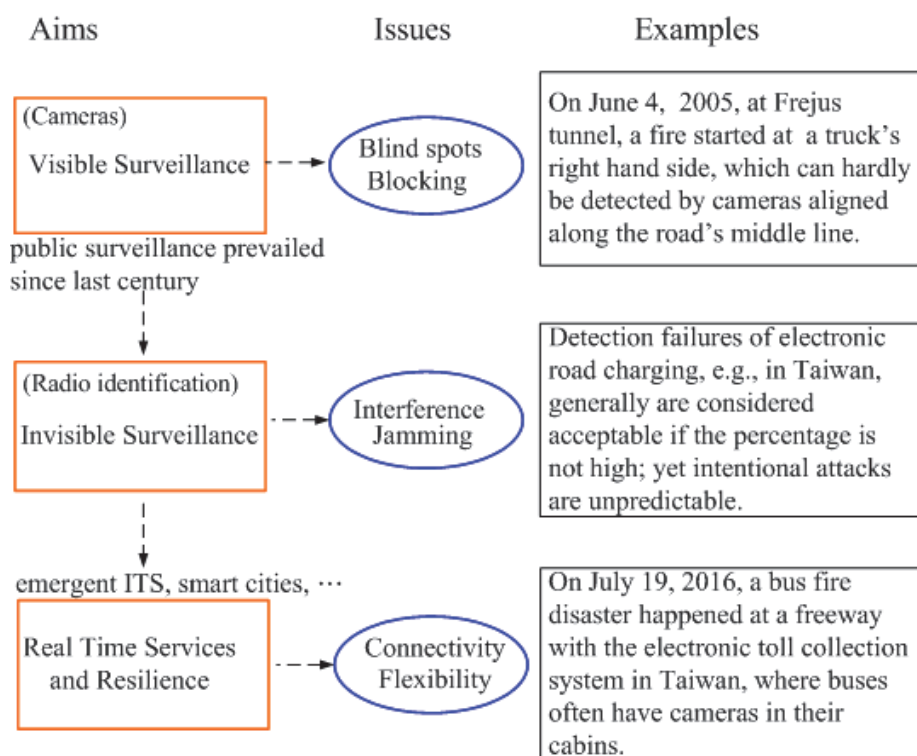 Aims Issues Examples
(Cameras)
Visible Surveillance
Blind spots
Blocking
On June 4, 2005, at Frejus
tunnel, a fire started at a truck's
right hand side, which can hardly
be detected by cameras aligned
along the road's middle line.
public surveillance prevailed
since last century
(Radio identification)
Invisible Surveillance
Interference
Jamming
Detection failures of electronic
road charging, e.g., in Taiwan,
generally are considered
acceptable if the percentage is
not high; yet intentional attacks
are unpredictable.
emergent ITS, smart cities, ···
Real Time Services
and Resilience
Connectivity
Flexibility
On July 19, 2016, a bus fire
disaster happened at a freeway
with the electronic toll collection
system in Taiwan, where buses
often have cameras in their
cabins.